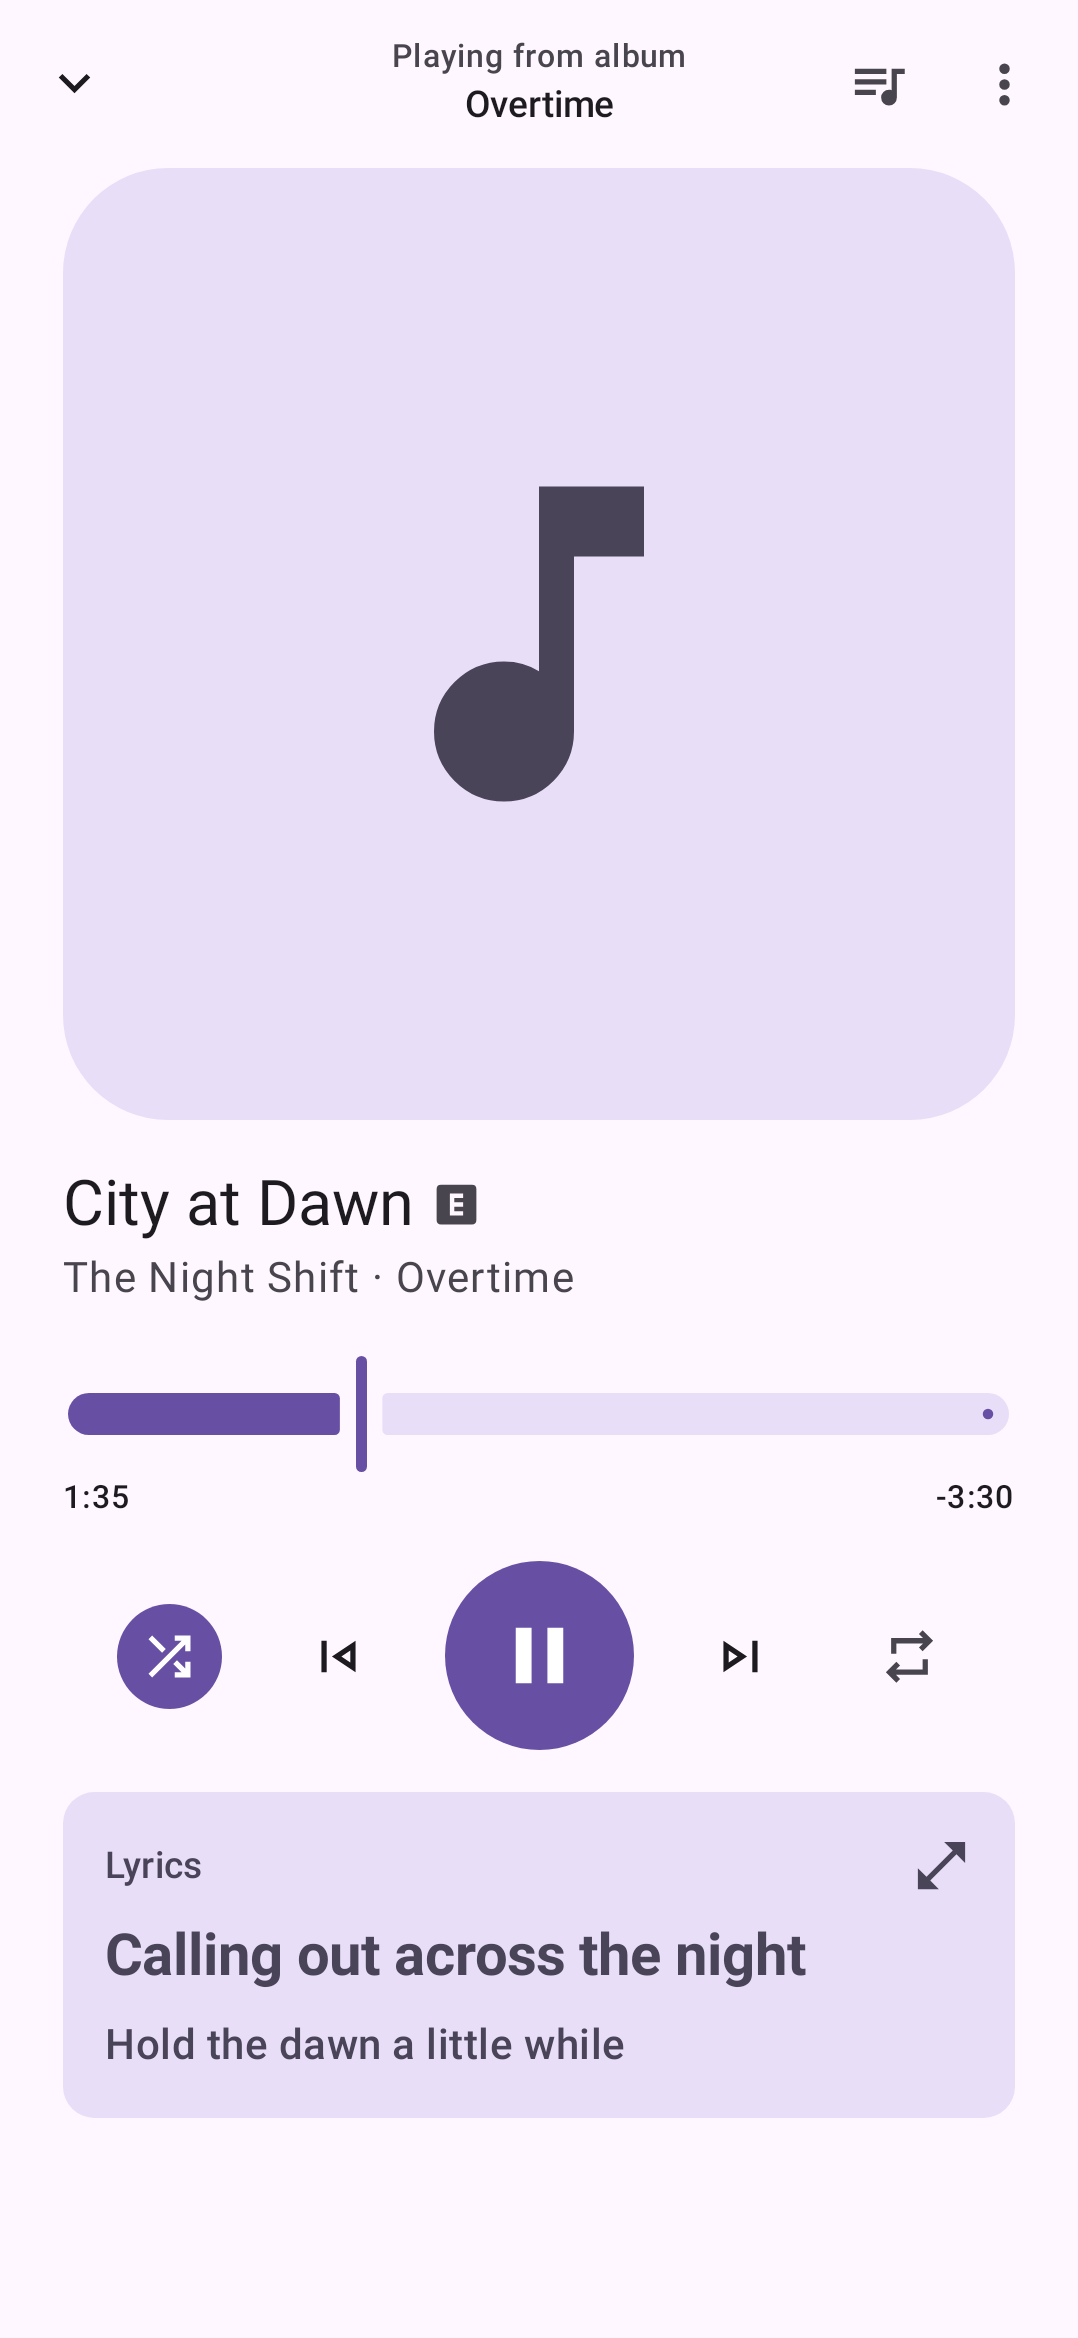 Playing from album
Overtime
City at Dawn E
The Night Shift · Overtime
1:35
-3:30
Lyrics
Calling out across the night
Hold the dawn a little while